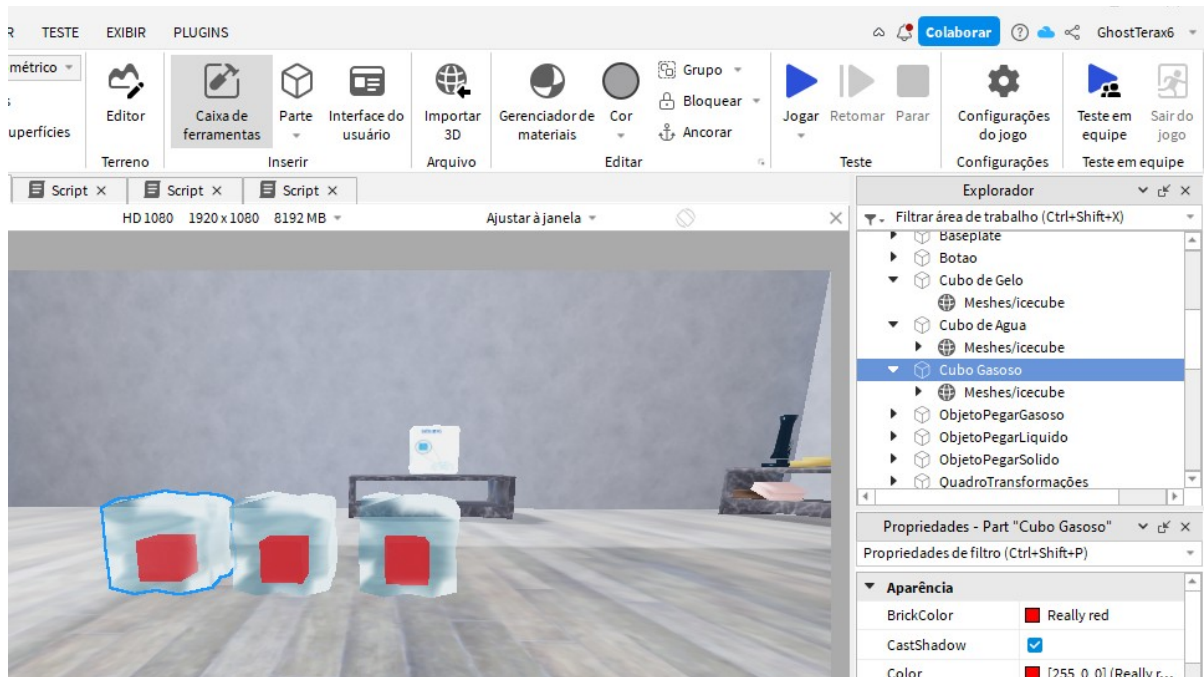 R TESTE EXIBIR PLUGINS
Colaborar GhostTerax6
métrico
uperfícies
Editor
Caixa de
ferramentas
Parte
Interface do
usuário
Importar
3D
Gerenciador de
materiais
Cor
Grupo
Bloquear
Ancorar
Jogar Retomar Parar
Configurações
do jogo
Teste em
equipe
Sair do
jogo
Terreno Inserir Arquivo Editar Teste Configurações Teste em equipe
Script × Script × Script ×
HD 1080 1920 x 1080 8192 MB Ajustar à janela
Explorador
Filtrar área de trabalho (Ctrl+Shift+X)
Baseplate
Botao
Cubo de Gelo
Meshes/icecube
Cubo de Agua
Meshes/icecube
Cubo Gasoso
Meshes/icecube
ObjetoPegarGasoso
ObjetoPegarLiquido
ObjetoPegarSolido
QuadroTransformações
Propriedades - Part "Cubo Gasoso"
Propriedades de filtro (Ctrl+Shift+P)
Aparência
BrickColor Really red
CastShadow
Color [255, 0, 0] (Really r...